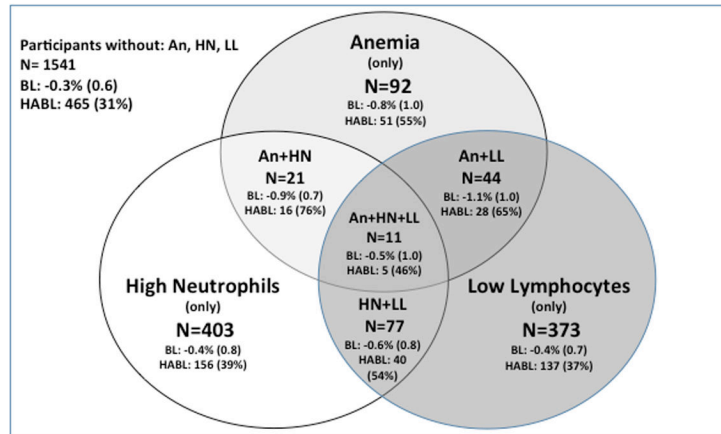 Participants without: An, HN, LL
N= 1541
BL: -0.3% (0.6)
HABL: 465 (31%)
Anemia
(only)
N=92
BL: -0.8% (1.0)
HABL: 51 (55%)
An+HN
N=21
BL: -0.9% (0.7)
HABL: 16 (76%)
An+LL
N=44
BL: -1.1% (1.0)
HABL: 28 (65%)
An+HN+LL
N=11
BL: -0.5% (1.0)
HABL: 5 (46%)
High Neutrophils
(only)
N=403
BL: -0.4% (0.8)
HABL: 156 (39%)
HN+LL
N=77
BL: -0.6% (0.8)
HABL: 40
(54%)
Low Lymphocytes
(only)
N=373
BL: -0.4% (0.7)
HABL: 137 (37%)